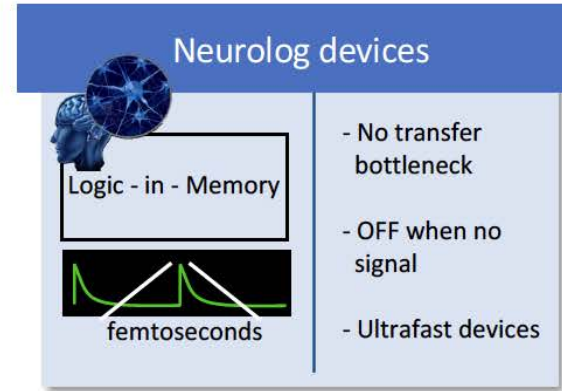 Neurolog devices
Logic - in - Memory
femtoseconds
- No transfer
bottleneck
- OFF when no
signal
- Ultrafast devices